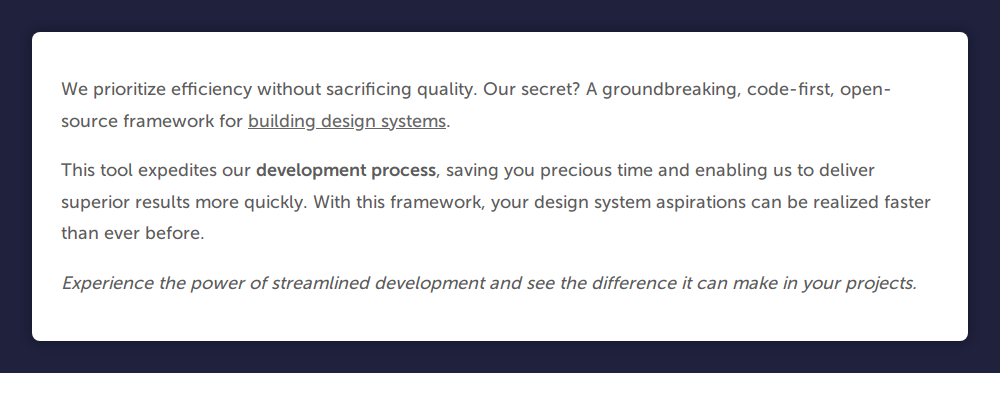 We prioritize efficiency without sacrificing quality. Our secret? A groundbreaking, code-first, open-
source framework for building design systems.
This tool expedites our development process, saving you precious time and enabling us to deliver
superior results more quickly. With this framework, your design system aspirations can be realized faster
than ever before.
Experience the power of streamlined development and see the difference it can make in your projects.